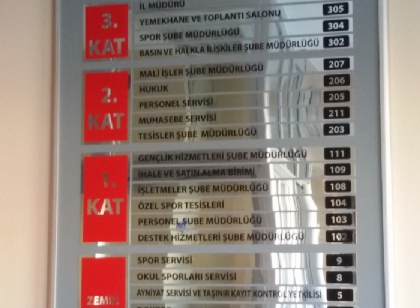 3. KAT
İL MÜDÜRÜ 305
YEMEKHANE VE TOPLANTI SALONU 304
SPOR ŞUBE MÜDÜRLÜĞÜ 302
BASIN VE HALKLA İLİŞKİLER ŞUBE MÜDÜRLÜĞÜ
2. KAT
MALİ İŞLER ŞUBE MÜDÜRLÜĞÜ 207
HUKUK 206
PERSONEL SERVİSİ 205
MUHASEBE SERVİSİ 211
TESİSLER ŞUBE MÜDÜRLÜĞÜ 203
1. KAT
GENÇLİK HİZMETLERİ ŞUBE MÜDÜRLÜĞÜ 111
İHALE VE SATIN ALMA BİRİMİ 109
İŞLETMELER ŞUBE MÜDÜRLÜĞÜ 108
ÖZEL SPOR TESİSLERİ 104
PERSONEL ŞUBE MÜDÜRLÜĞÜ 103
DESTEK HİZMETLERİ ŞUBE MÜDÜRLÜĞÜ 102
ZEMİN
SPOR SERVİSİ 9
OKUL SPORLARI SERVİSİ 8
AYNİYAT SERVİSİ VE TAŞINIR KAYIT KONTROL YETKİLİSİ 5